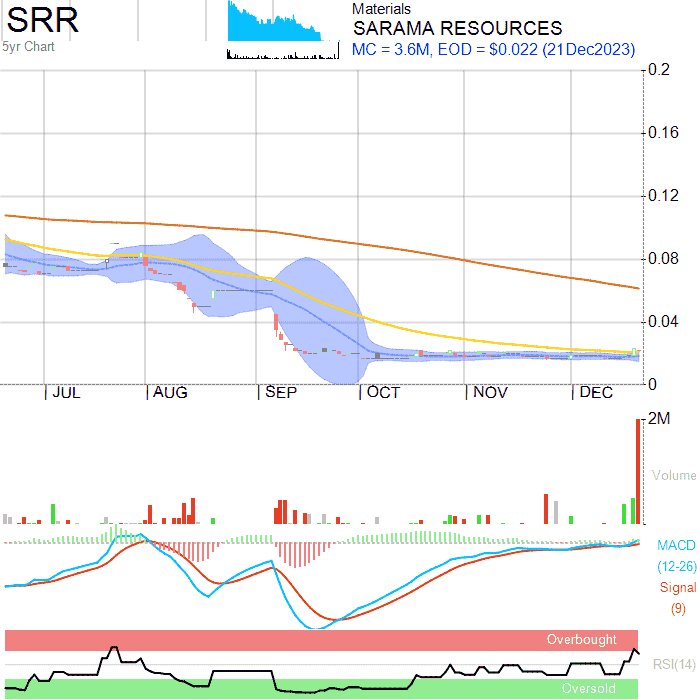 SRR
5yr Chart
Materials
SARAMA RESOURCES
MC = 3.6M, EOD = $0.022 (21Dec2023)
0.2
0.16
0.12
0.08
0.04
0
JUL AUG SEP OCT NOV DEC
2M
Volume
MACD
(12-26)
Signal
(9)
Overbought
RSI(14)
Oversold